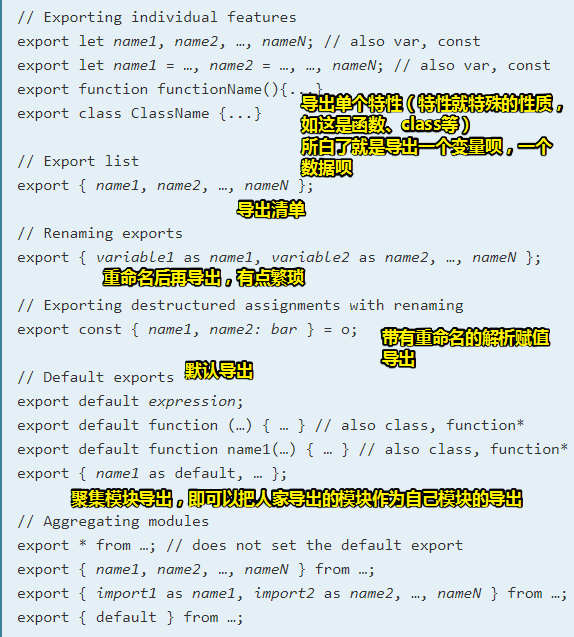 // Exporting individual features
export let name1, name2, …, nameN; // also var, const
export let name1 = …, name2 = …, …, nameN; // also var, const
export function functionName(){...}
export class ClassName {...}
导出单个特性（特性就特殊的性质，
如这是函数、class等）
所白了就是导出一个变量呗，一个
数据呗
// Export list
export { name1, name2, …, nameN };
导出清单
// Renaming exports
export { variable1 as name1, variable2 as name2, …, nameN };
重命名后再导出，有点繁琐
// Exporting destructured assignments with renaming
export const { name1, name2: bar } = o;
带有重命名的解析赋值
导出
// Default exports
默认导出
export default expression;
export default function (…) { … } // also class, function*
export default function name1(…) { … } // also class, function*
export { name1 as default, … };
聚集模块导出，即可以把人家导出的模块作为自己模块的导出
// Aggregating modules
export * from …; // does not set the default export
export { name1, name2, …, nameN } from …;
export { import1 as name1, import2 as name2, …, nameN } from …;
export { default } from …;